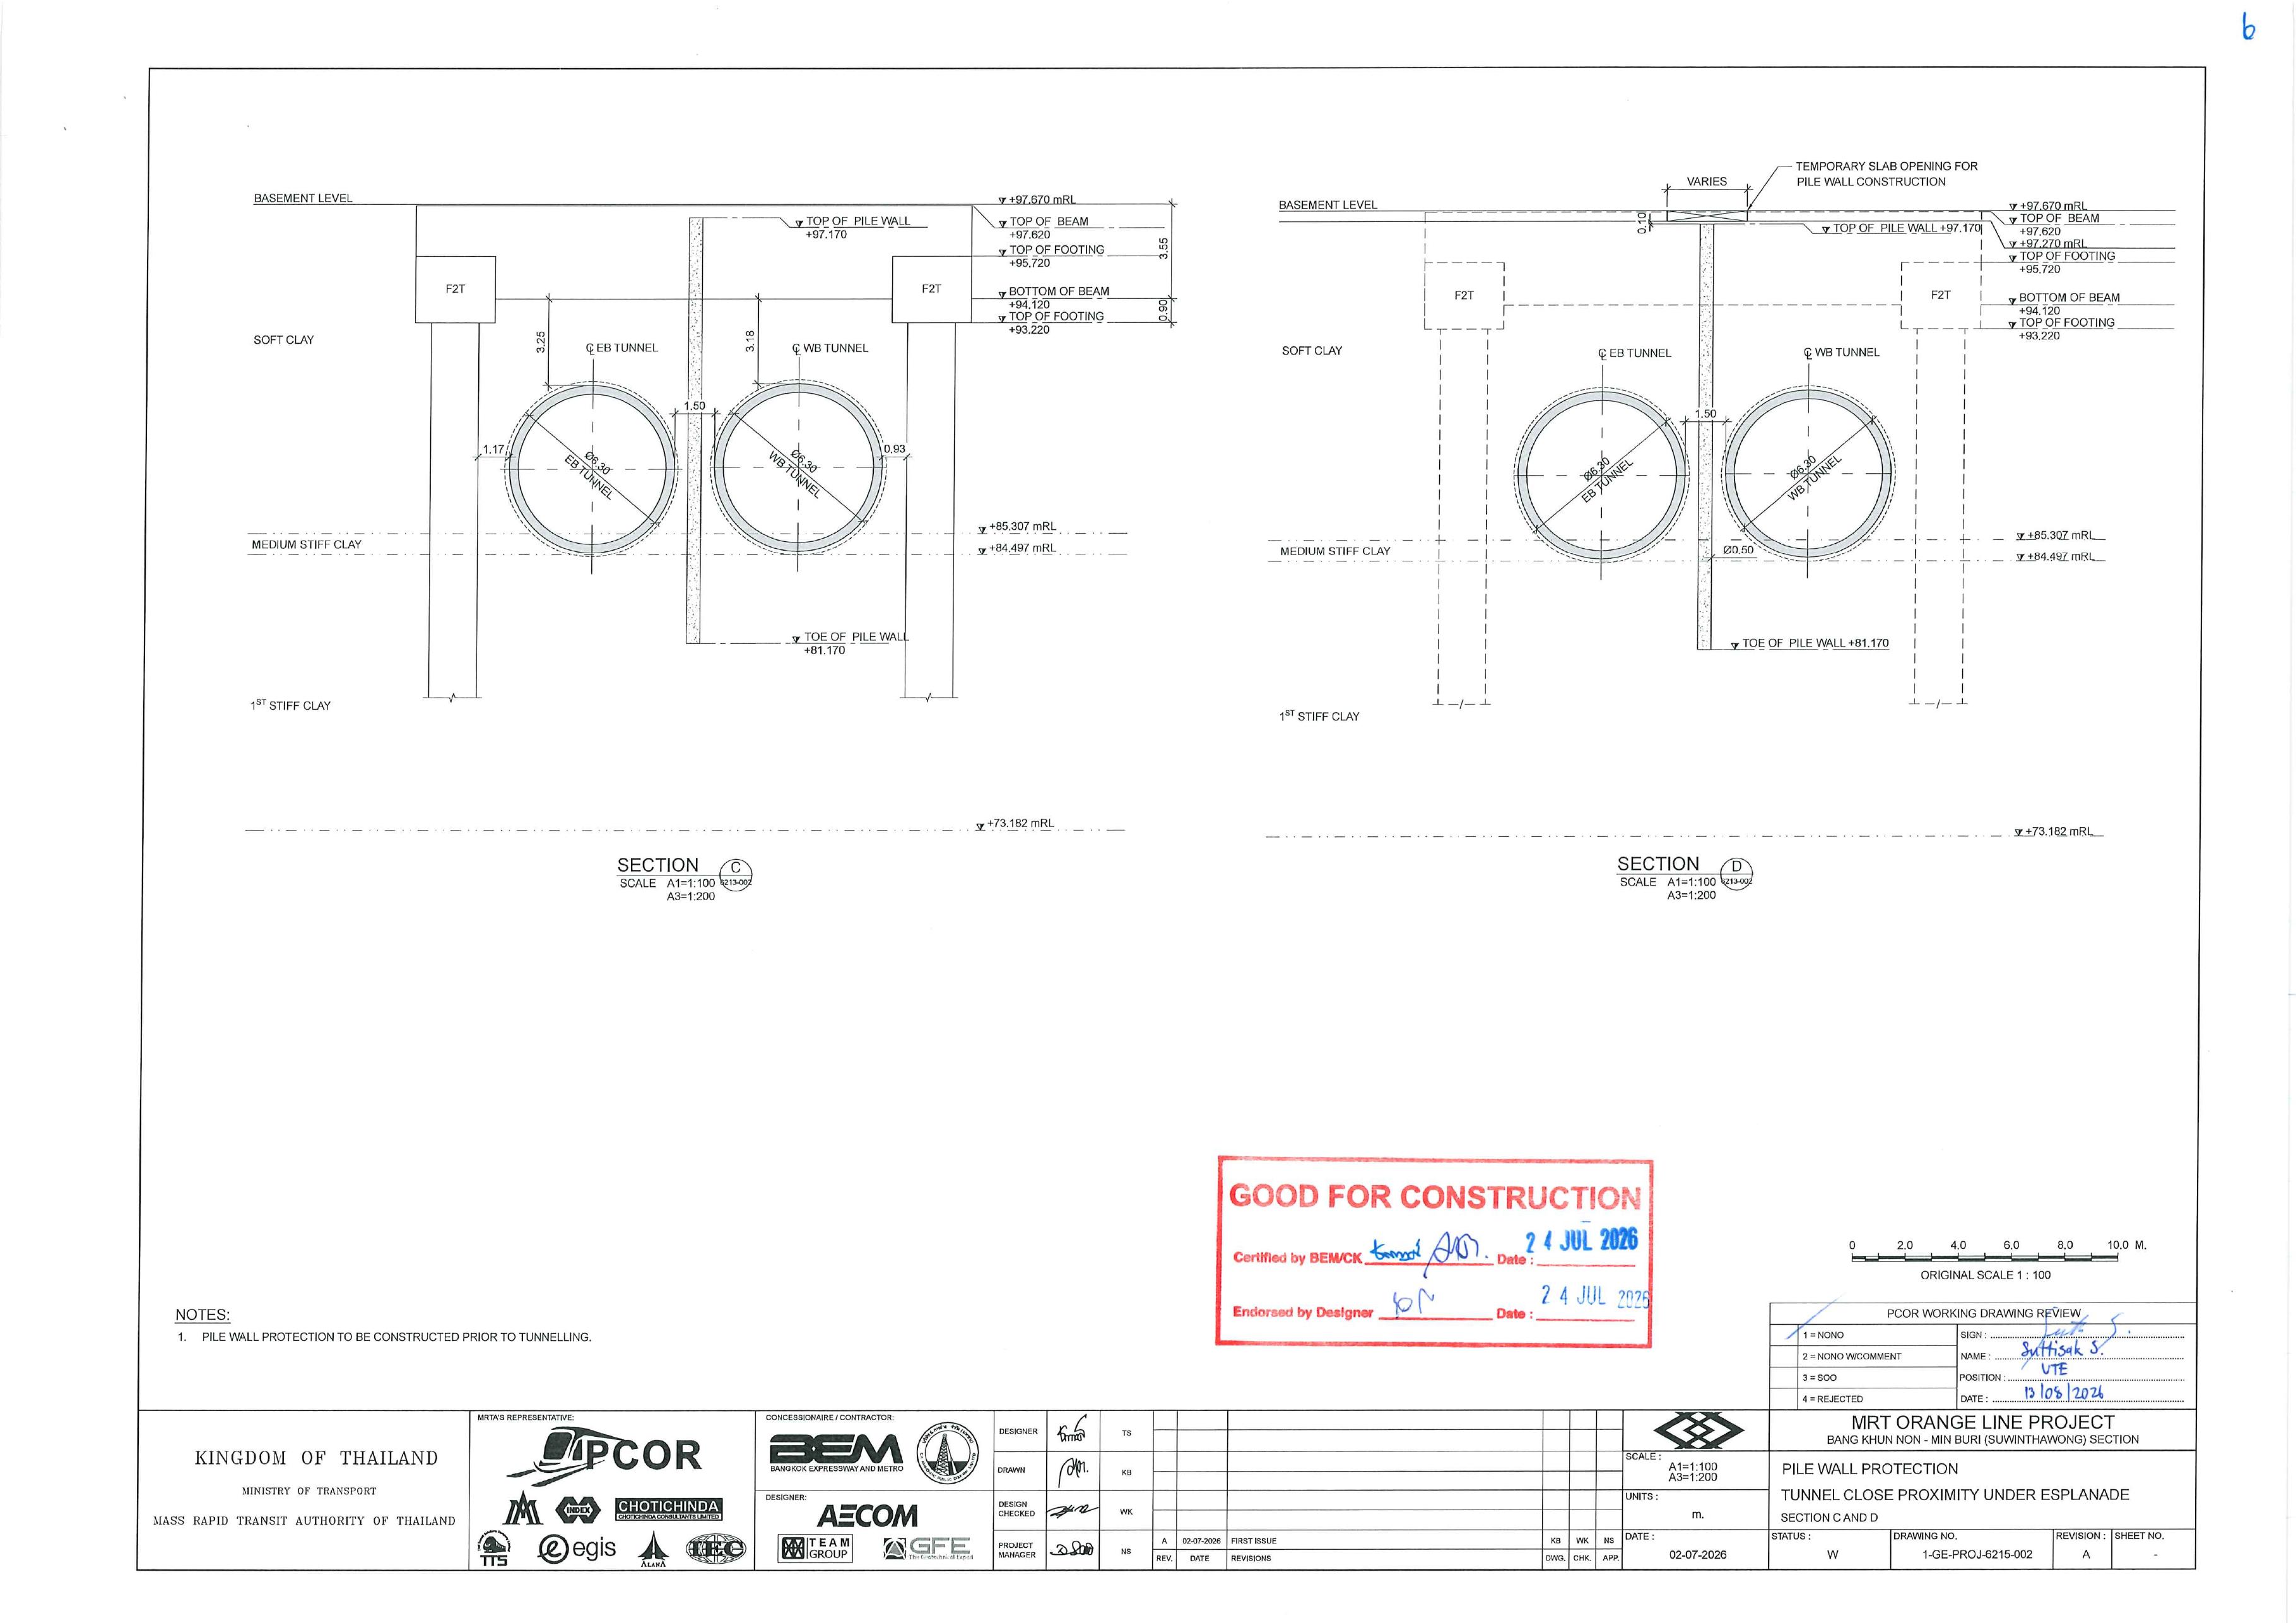 6
BASEMENT LEVEL
+97.670 mRL
TOP OF PILE WALL
+97.170
TOP OF BEAM
+97.620
TOP OF FOOTING
+95.720
3.55
F2T
F2T
BOTTOM OF BEAM
+94.120
0.90
TOP OF FOOTING
+93.220
SOFT CLAY
3.25
3.18
℄ EB TUNNEL
℄ WB TUNNEL
1.50
1.17
0.93
Ø6.30
EB TUNNEL
Ø6.30
WB TUNNEL
+85.307 mRL
MEDIUM STIFF CLAY
+84.497 mRL
TOE OF PILE WALL
+81.170
1ST STIFF CLAY
+73.182 mRL
SECTION C
SCALE A1=1:100 6213-002
A3=1:200
TEMPORARY SLAB OPENING FOR
PILE WALL CONSTRUCTION
VARIES
BASEMENT LEVEL
+97.670 mRL
0.10
TOP OF BEAM
+97.620
TOP OF PILE WALL +97.170
+97.270 mRL
TOP OF FOOTING
+95.720
F2T
F2T
BOTTOM OF BEAM
+94.120
TOP OF FOOTING
+93.220
SOFT CLAY
℄ EB TUNNEL
℄ WB TUNNEL
1.50
Ø6.30
EB TUNNEL
Ø6.30
WB TUNNEL
+85.307 mRL
MEDIUM STIFF CLAY
Ø0.50
+84.497 mRL
TOE OF PILE WALL +81.170
1ST STIFF CLAY
+73.182 mRL
SECTION D
SCALE A1=1:100 6213-002
A3=1:200
GOOD FOR CONSTRUCTION
Certified by BEM/CK Date : 24 JUL 2026
Endorsed by Designer Date : 24 JUL 2026
0 2.0 4.0 6.0 8.0 10.0 M.
ORIGINAL SCALE 1 : 100
NOTES:
1. PILE WALL PROTECTION TO BE CONSTRUCTED PRIOR TO TUNNELLING.
PCOR WORKING DRAWING REVIEW
1 = NONO SIGN :
2 = NONO W/COMMENT NAME : Suttisak S.
3 = SOO POSITION : UTE
4 = REJECTED DATE : 13/08/2026
KINGDOM OF THAILAND
MINISTRY OF TRANSPORT
MASS RAPID TRANSIT AUTHORITY OF THAILAND
MRTA'S REPRESENTATIVE:
PCOR
INDEX
CHOTICHINDA
CHOTICHINDA CONSULTANTS LIMITED
TTS
egis
ALMAA
IEC
CONCESSIONAIRE / CONTRACTOR:
BEM
BANGKOK EXPRESSWAY AND METRO
DESIGNER:
AECOM
TEAM
GROUP
GFE
DESIGNER TS
DRAWN KB
DESIGN
CHECKED WK
PROJECT
MANAGER NS
A 02-07-2026 FIRST ISSUE KB WK NS
REV. DATE REVISIONS DWG. CHK. APP.
SCALE :
A1=1:100
A3=1:200
UNITS :
m.
DATE :
02-07-2026
MRT ORANGE LINE PROJECT
BANG KHUN NON - MIN BURI (SUWINTHAWONG) SECTION
PILE WALL PROTECTION
TUNNEL CLOSE PROXIMITY UNDER ESPLANADE
SECTION C AND D
STATUS : DRAWING NO. REVISION : SHEET NO.
W 1-GE-PROJ-6215-002 A -